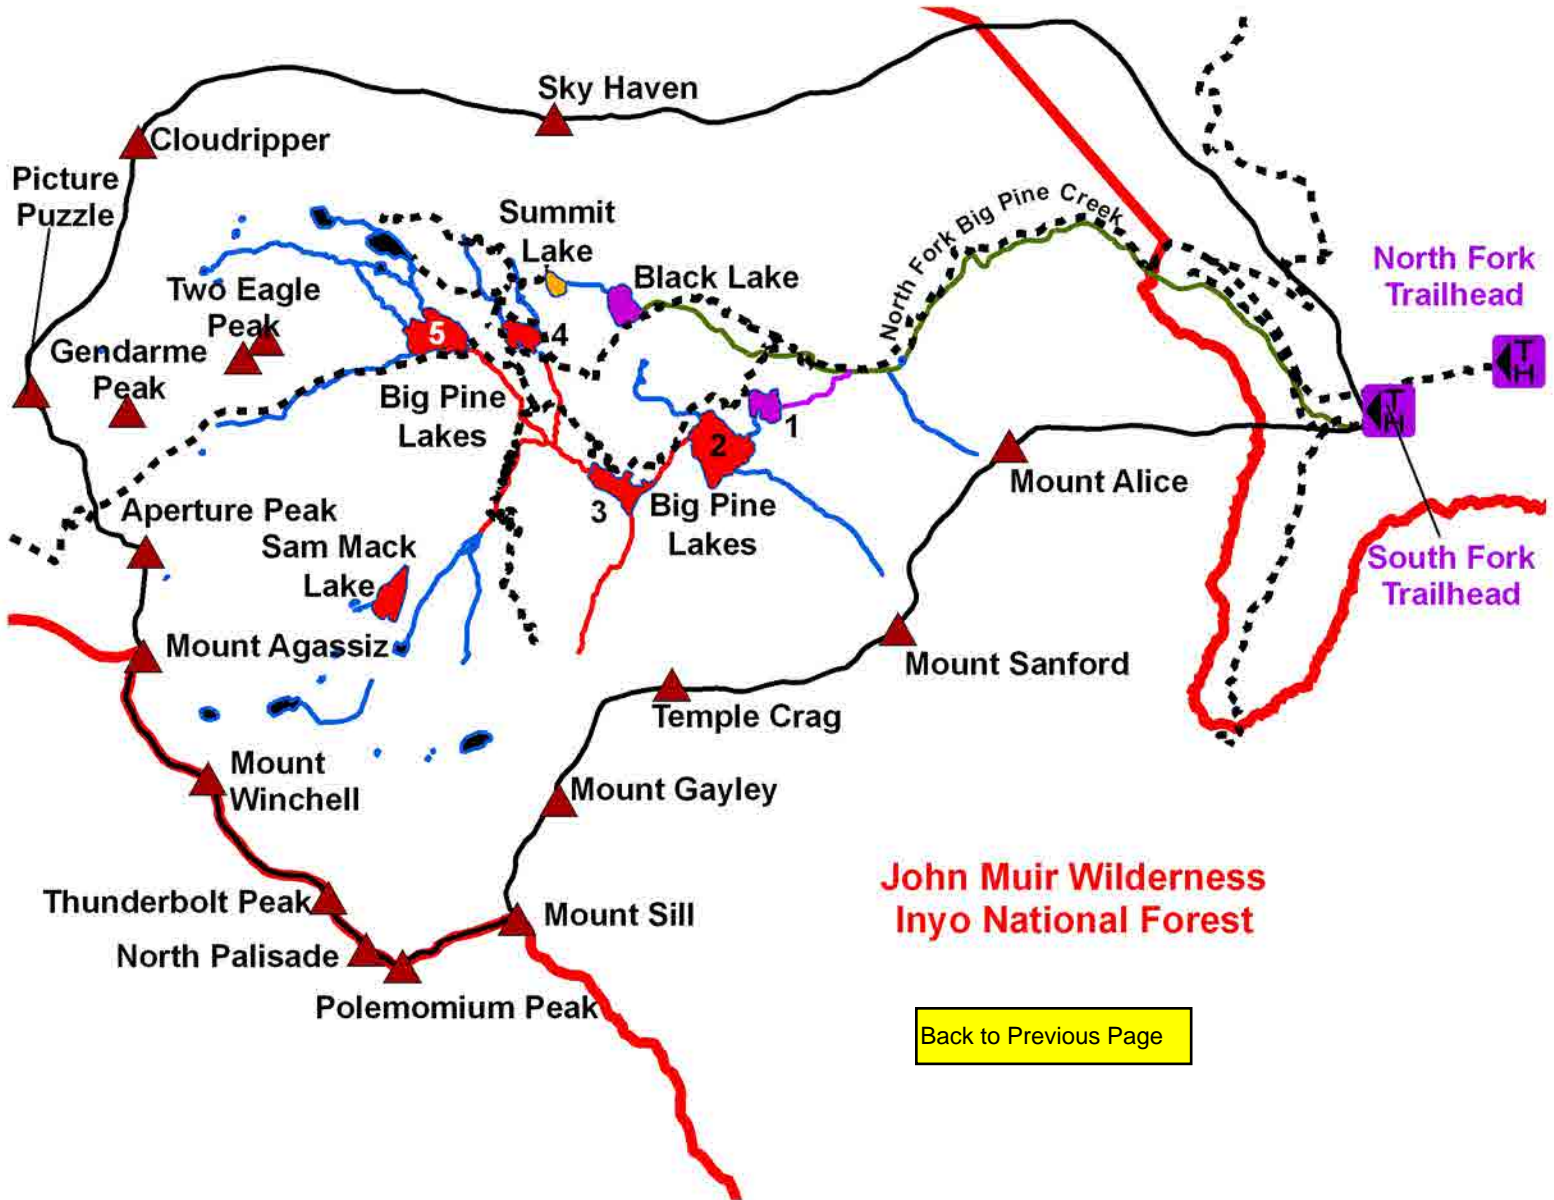 Sky Haven
Cloudripper
Picture
Puzzle
Summit
Lake
North Fork Big Pine Creek
North Fork
Trailhead
Black Lake
Two Eagle
Peak
5
4
Gendarme
Peak
TH
TH
Big Pine
Lakes
1
2
Mount Alice
3
Big Pine
Lakes
Aperture Peak
Sam Mack
Lake
South Fork
Trailhead
Mount Agassiz
Mount Sanford
Temple Crag
Mount
Winchell
Mount Gayley
John Muir Wilderness
Inyo National Forest
Thunderbolt Peak
Mount Sill
North Palisade
Polemomium Peak
Back to Previous Page